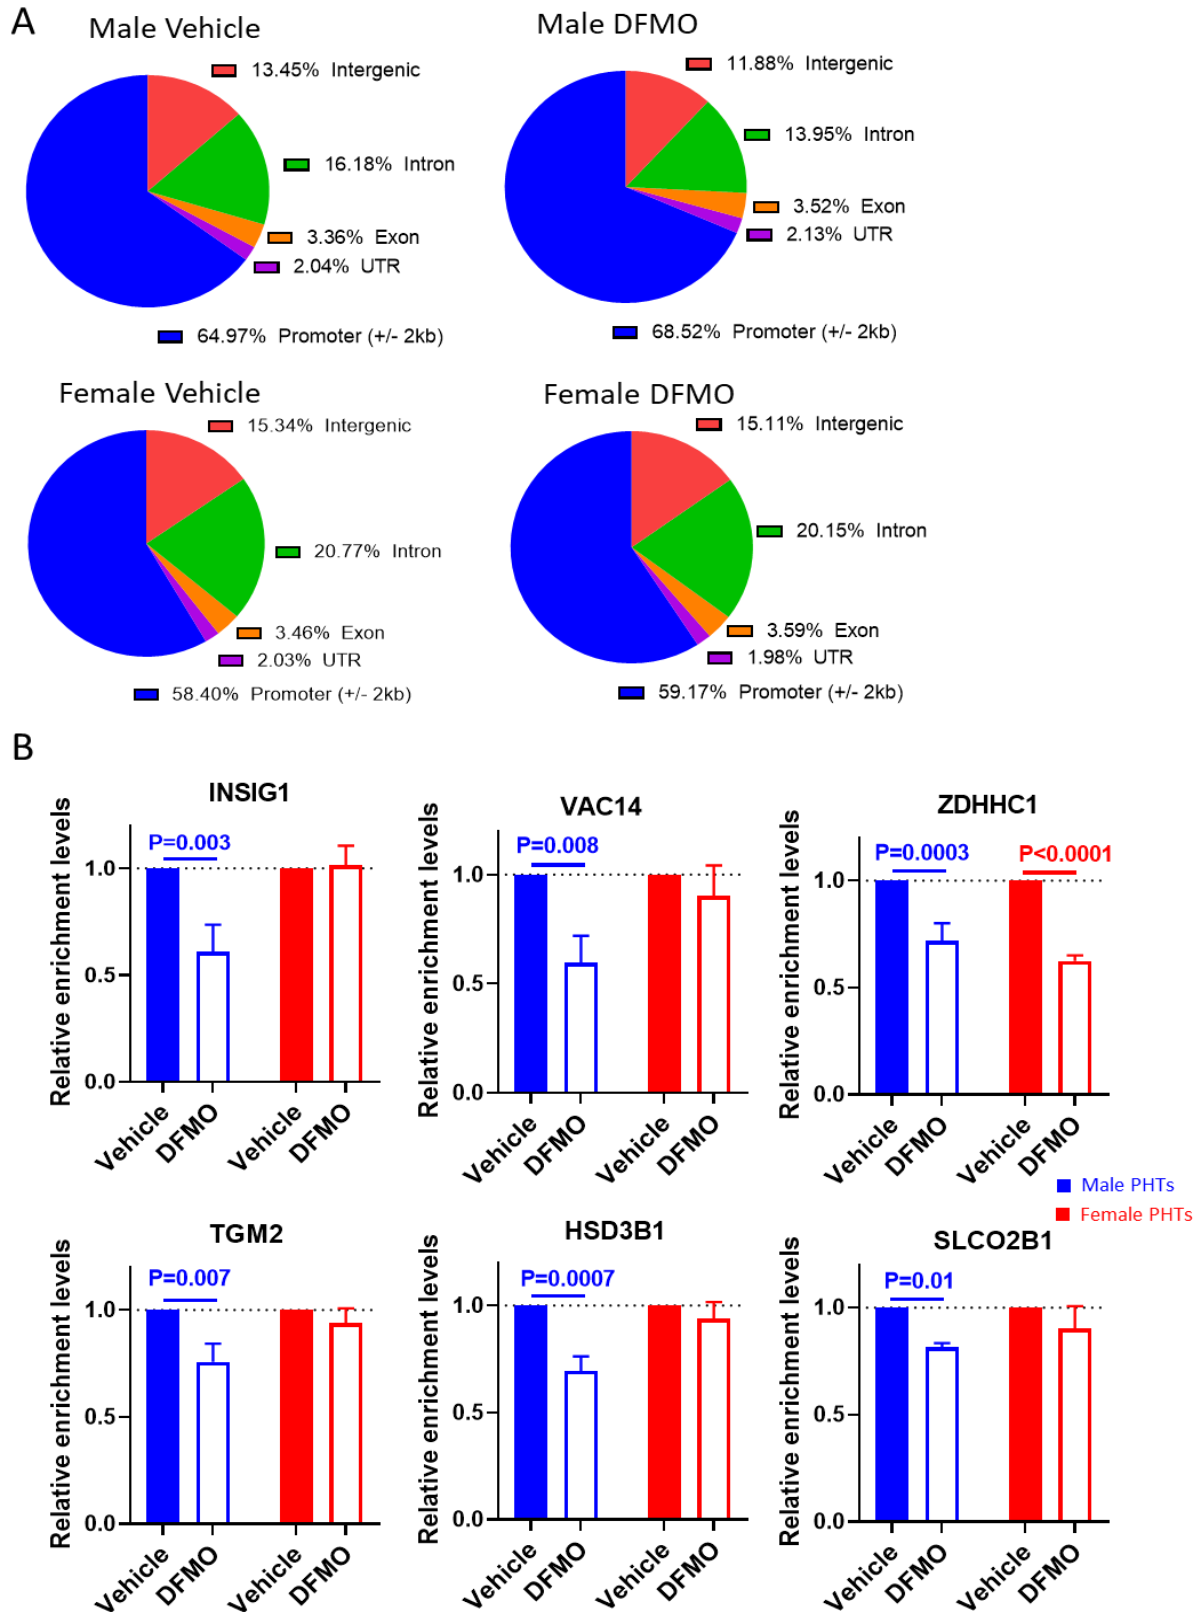 A
Male Vehicle
13.45% Intergenic
16.18% Intron
3.36% Exon
2.04% UTR
64.97% Promoter (+/- 2kb)
Male DFMO
11.88% Intergenic
13.95% Intron
3.52% Exon
2.13% UTR
68.52% Promoter (+/- 2kb)
Female Vehicle
15.34% Intergenic
20.77% Intron
3.46% Exon
2.03% UTR
58.40% Promoter (+/- 2kb)
Female DFMO
15.11% Intergenic
20.15% Intron
3.59% Exon
1.98% UTR
59.17% Promoter (+/- 2kb)
B
INSIG1
Relative enrichment levels
P=0.003
1.0
0.5
0.0
Vehicle
DFMO
Vehicle
DFMO
VAC14
Relative enrichment levels
P=0.008
1.0
0.5
0.0
Vehicle
DFMO
Vehicle
DFMO
ZDHHC1
Relative enrichment levels
P=0.0003
P<0.0001
1.0
0.5
0.0
Vehicle
DFMO
Vehicle
DFMO
Male PHTs
Female PHTs
TGM2
Relative enrichment levels
P=0.007
1.0
0.5
0.0
Vehicle
DFMO
Vehicle
DFMO
HSD3B1
Relative enrichment levels
P=0.0007
1.0
0.5
0.0
Vehicle
DFMO
Vehicle
DFMO
SLCO2B1
Relative enrichment levels
P=0.01
1.0
0.5
0.0
Vehicle
DFMO
Vehicle
DFMO